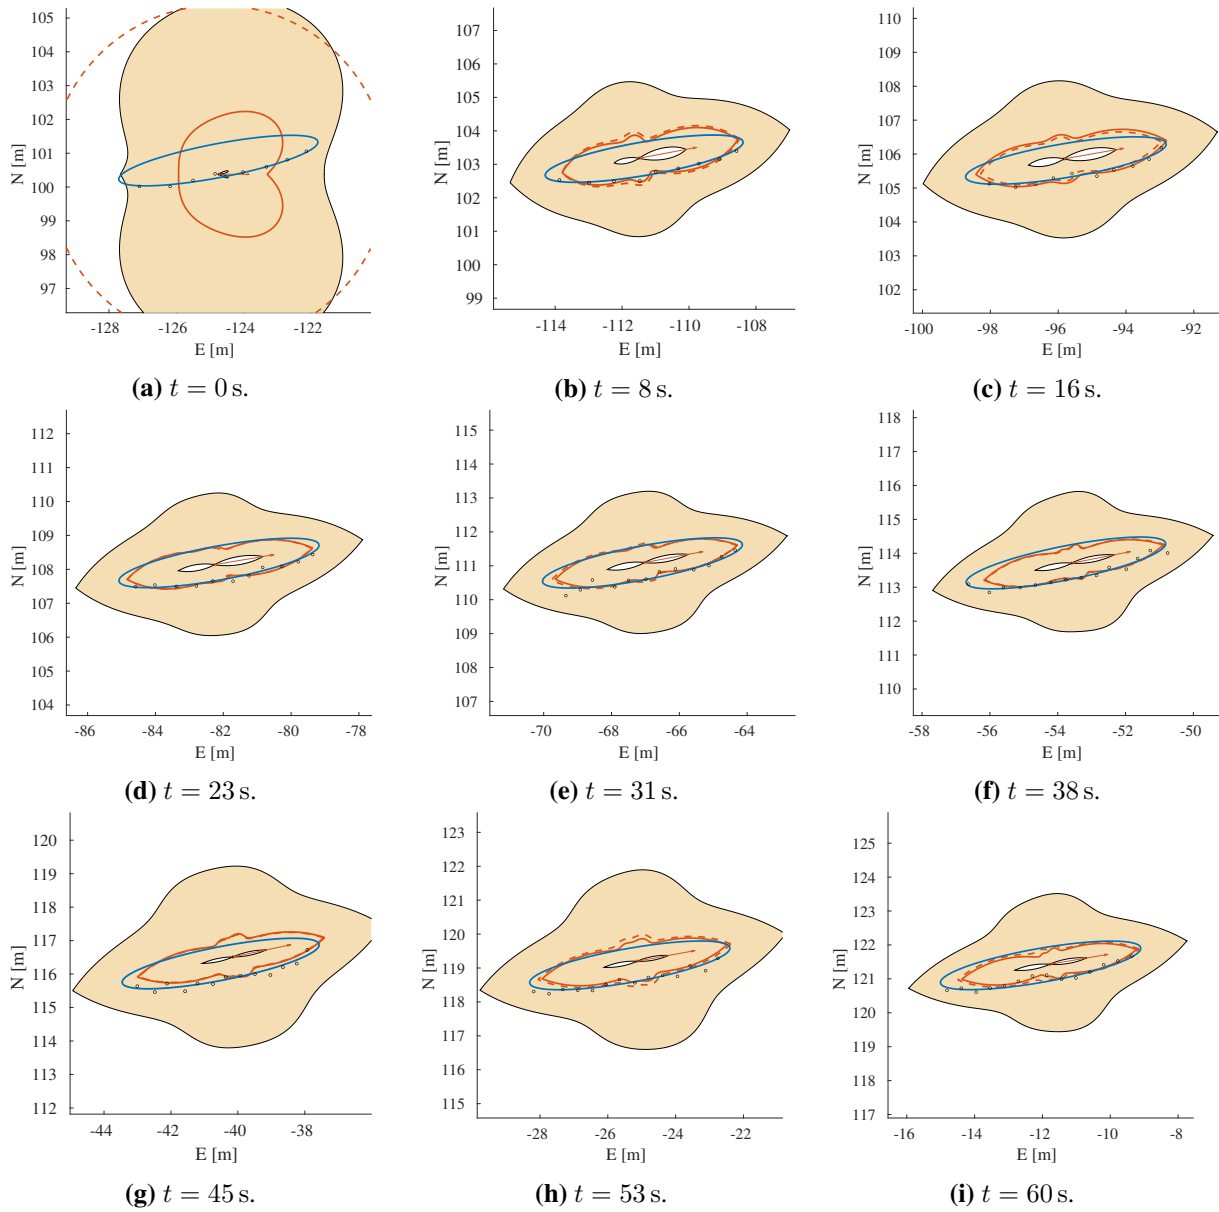 105
104
103
102
101
100
99
98
97
N [m]
-128 -126 -124 -122
E [m]
(a) t = 0 s.
107
106
105
104
103
102
101
100
99
N [m]
-114 -112 -110 -108
E [m]
(b) t = 8 s.
110
109
108
107
106
105
104
103
102
N [m]
-100 -98 -96 -94 -92
E [m]
(c) t = 16 s.
112
111
110
109
108
107
106
105
104
N [m]
-86 -84 -82 -80 -78
E [m]
(d) t = 23 s.
115
114
113
112
111
110
109
108
107
N [m]
-70 -68 -66 -64
E [m]
(e) t = 31 s.
118
117
116
115
114
113
112
111
110
N [m]
-58 -56 -54 -52 -50
E [m]
(f) t = 38 s.
120
119
118
117
116
115
114
113
112
N [m]
-44 -42 -40 -38
E [m]
(g) t = 45 s.
123
122
121
120
119
118
117
116
115
N [m]
-28 -26 -24 -22
E [m]
(h) t = 53 s.
125
124
123
122
121
120
119
118
117
N [m]
-16 -14 -12 -10 -8
E [m]
(i) t = 60 s.